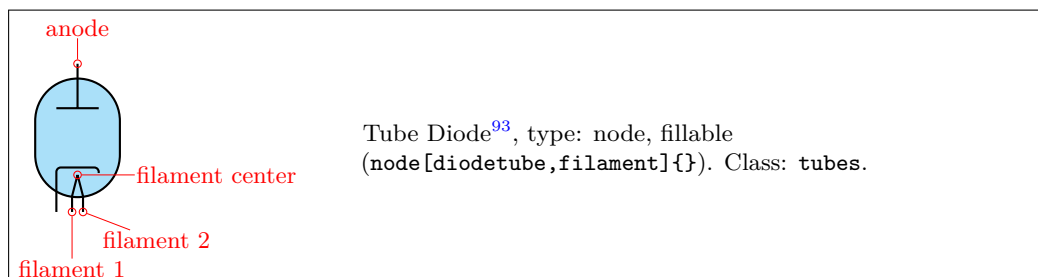 anode
filament center
filament 2
filament 1
Tube Diode93, type: node, fillable
(node[diodetube,filament]{}). Class: tubes.